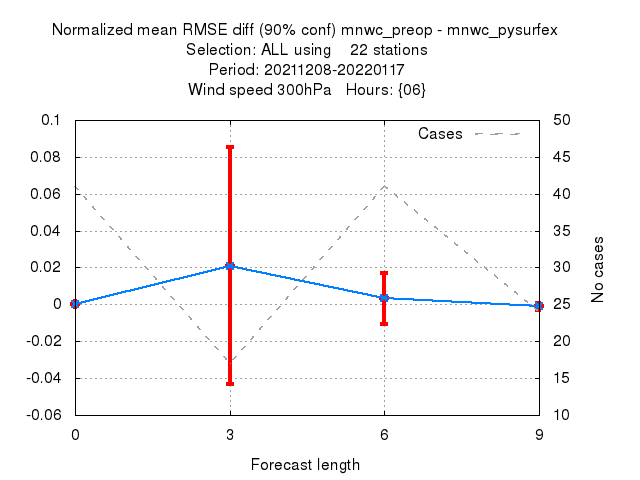 Normalized mean RMSE diff (90% conf) mnwc_preop - mnwc_pysurfex
Selection: ALL using    22 stations
Period: 20211208-20220117
Wind speed 300hPa   Hours: {06}
0.1
0.08
0.06
0.04
0.02
0
-0.02
-0.04
-0.06
Cases
50
45
40
35
30
25
20
15
10
No cases
0 3 6 9
Forecast length